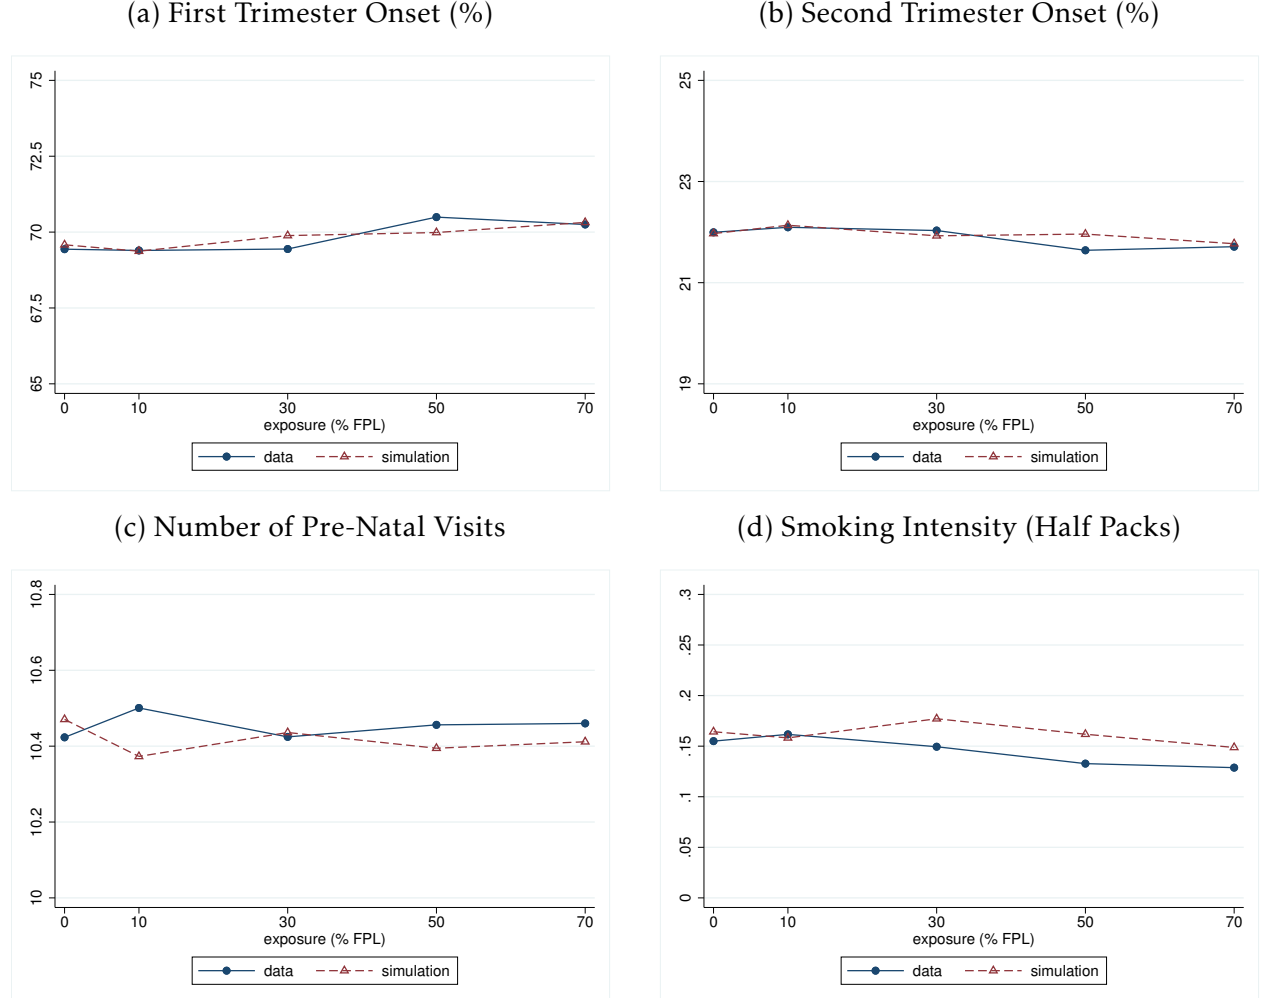 (a) First Trimester Onset (%)
75
72.5
70
67.5
65
0 10 30 50 70
exposure (% FPL)
data simulation
(b) Second Trimester Onset (%)
25
23
21
19
0 10 30 50 70
exposure (% FPL)
data simulation
(c) Number of Pre-Natal Visits
10.8
10.6
10.4
10.2
10
0 10 30 50 70
exposure (% FPL)
data simulation
(d) Smoking Intensity (Half Packs)
.3
.25
.2
.15
.1
.05
0
0 10 30 50 70
exposure (% FPL)
data simulation